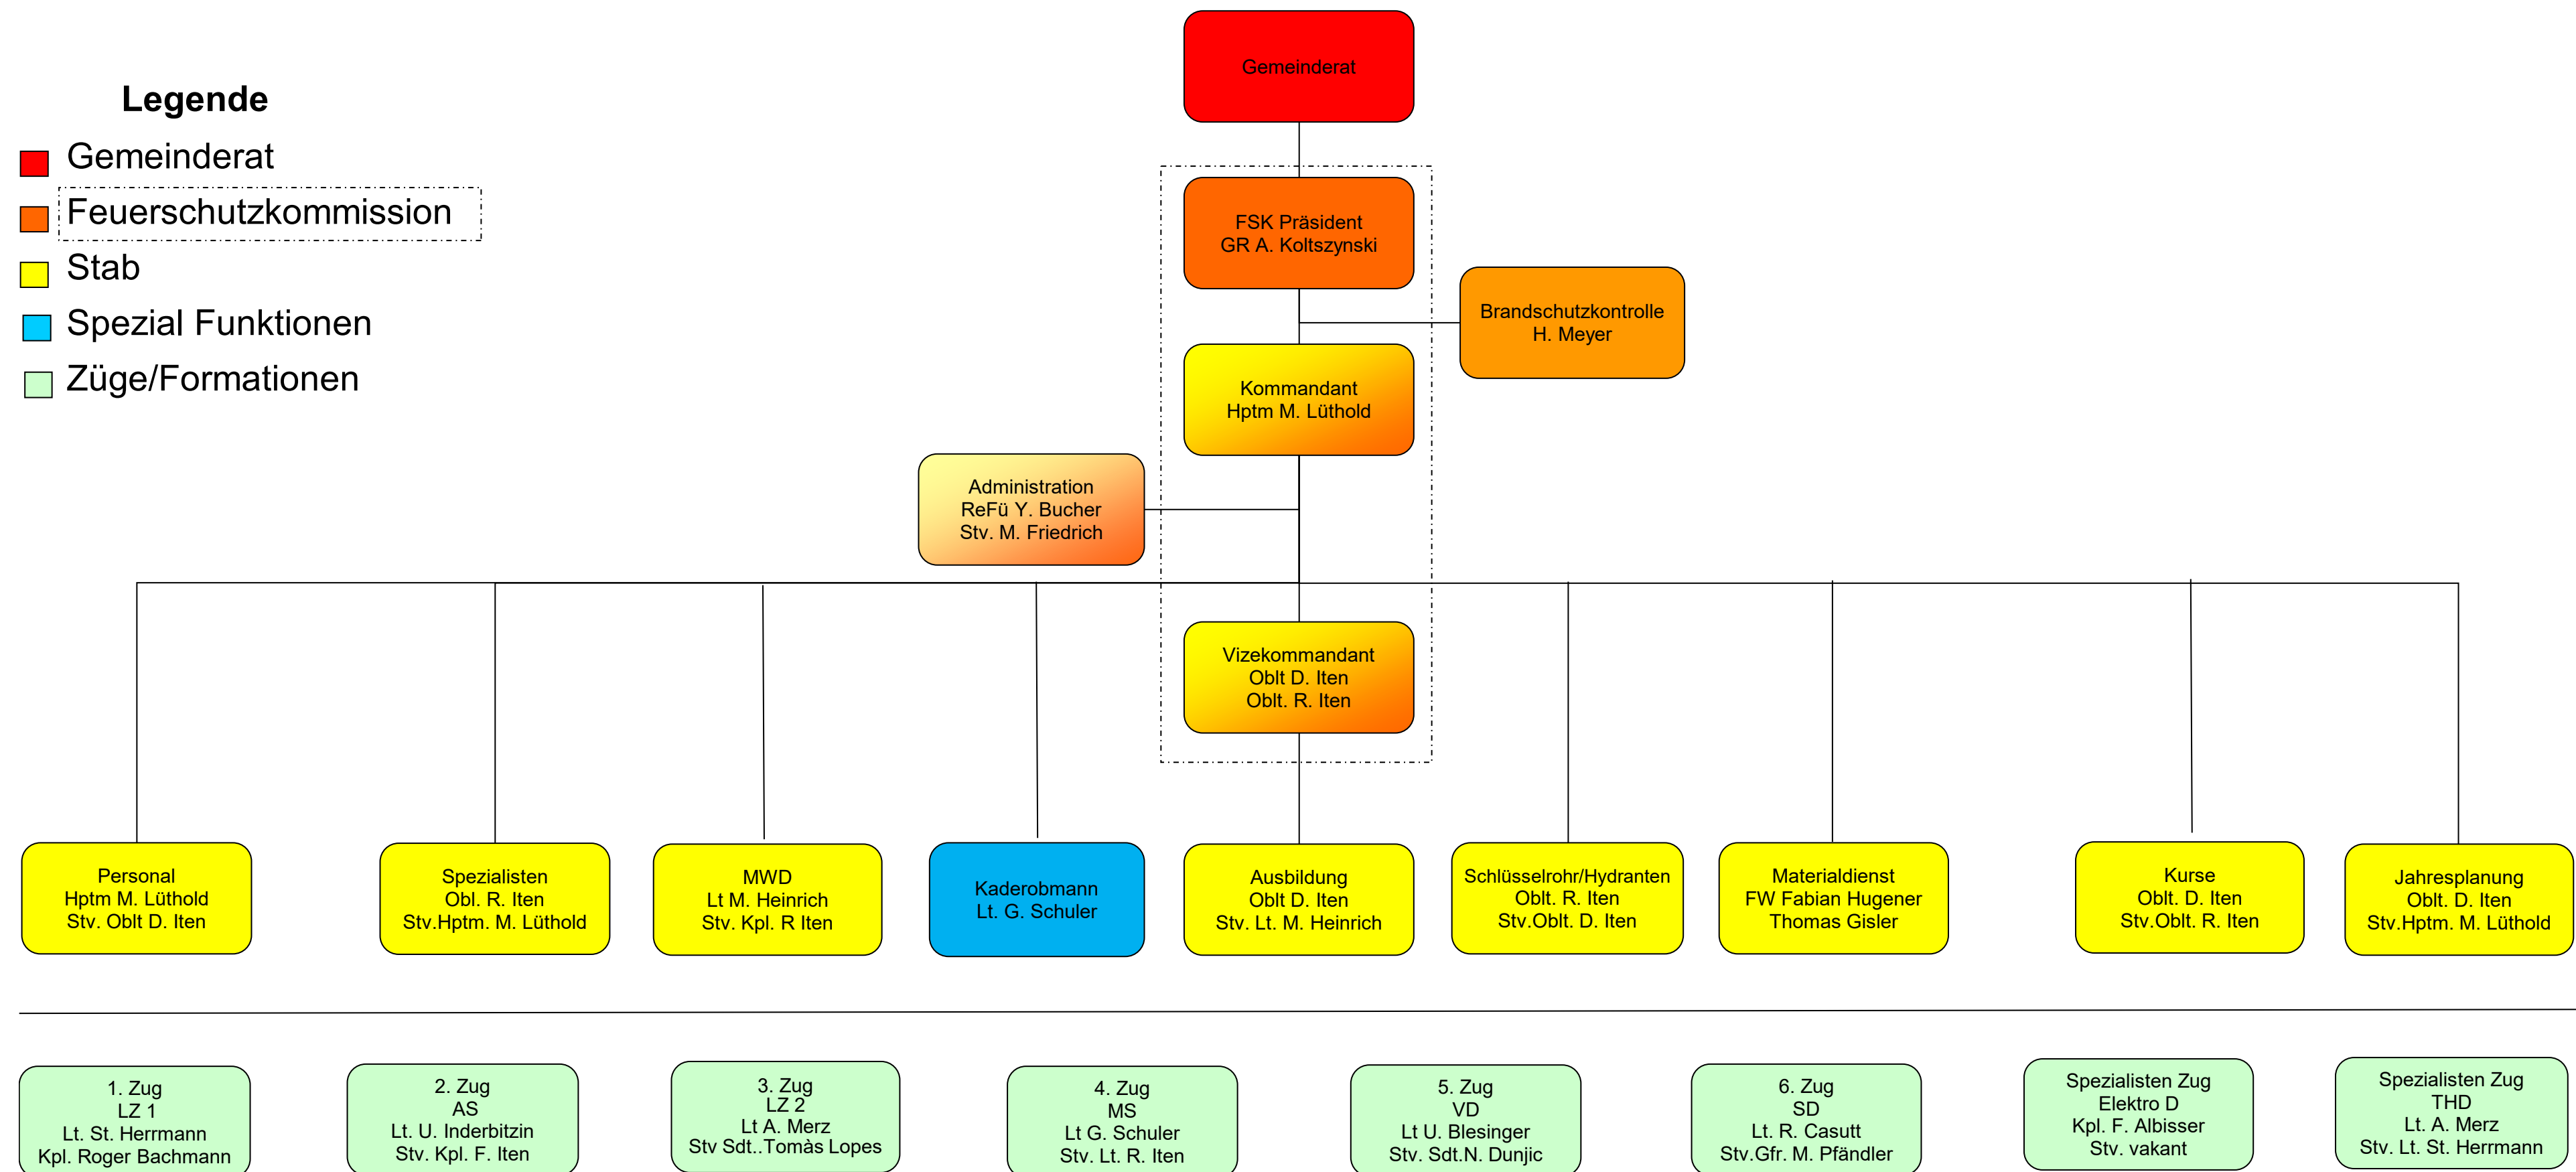 Gemeinderat
Legende
Gemeinderat
Feuerschutzkommission
Stab
Spezial Funktionen
Züge/Formationen
FSK Präsident
GR A. Koltszynski
Brandschutzkontrolle
H. Meyer
Kommandant
Hptm M. Lüthold
Administration
ReFü Y. Bucher
Stv. M. Friedrich
Vizekommandant
Oblt D. Iten
Oblt. R. Iten
Personal
Hptm M. Lüthold
Stv. Oblt D. Iten
Spezialisten
Obl. R. Iten
Stv.Hptm. M. Lüthold
MWD
Lt M. Heinrich
Stv. Kpl. R Iten
Kaderobmann
Lt. G. Schuler
Ausbildung
Oblt D. Iten
Stv. Lt. M. Heinrich
Schlüsselrohr/Hydranten
Oblt. R. Iten
Stv.Oblt. D. Iten
Materialdienst
FW Fabian Hugener
Thomas Gisler
Kurse
Oblt. D. Iten
Stv.Oblt. R. Iten
Jahresplanung
Oblt. D. Iten
Stv.Hptm. M. Lüthold
1. Zug
LZ 1
Lt. St. Herrmann
Kpl. Roger Bachmann
2. Zug
AS
Lt. U. Inderbitzin
Stv. Kpl. F. Iten
3. Zug
LZ 2
Lt A. Merz
Stv Sdt..Tomàs Lopes
4. Zug
MS
Lt G. Schuler
Stv. Lt. R. Iten
5. Zug
VD
Lt U. Blesinger
Stv. Sdt.N. Dunjic
6. Zug
SD
Lt. R. Casutt
Stv.Gfr. M. Pfändler
Spezialisten Zug
Elektro D
Kpl. F. Albisser
Stv. vakant
Spezialisten Zug
THD
Lt. A. Merz
Stv. Lt. St. Herrmann